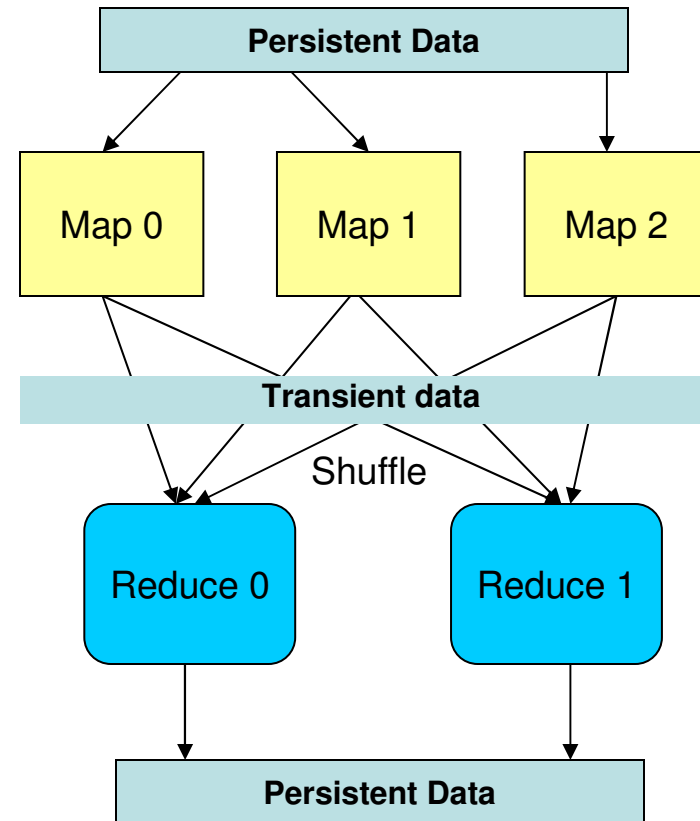 Persistent Data
Map 0
Map 1
Map 2
Transient data
Shuffle
Reduce 0
Reduce 1
Persistent Data